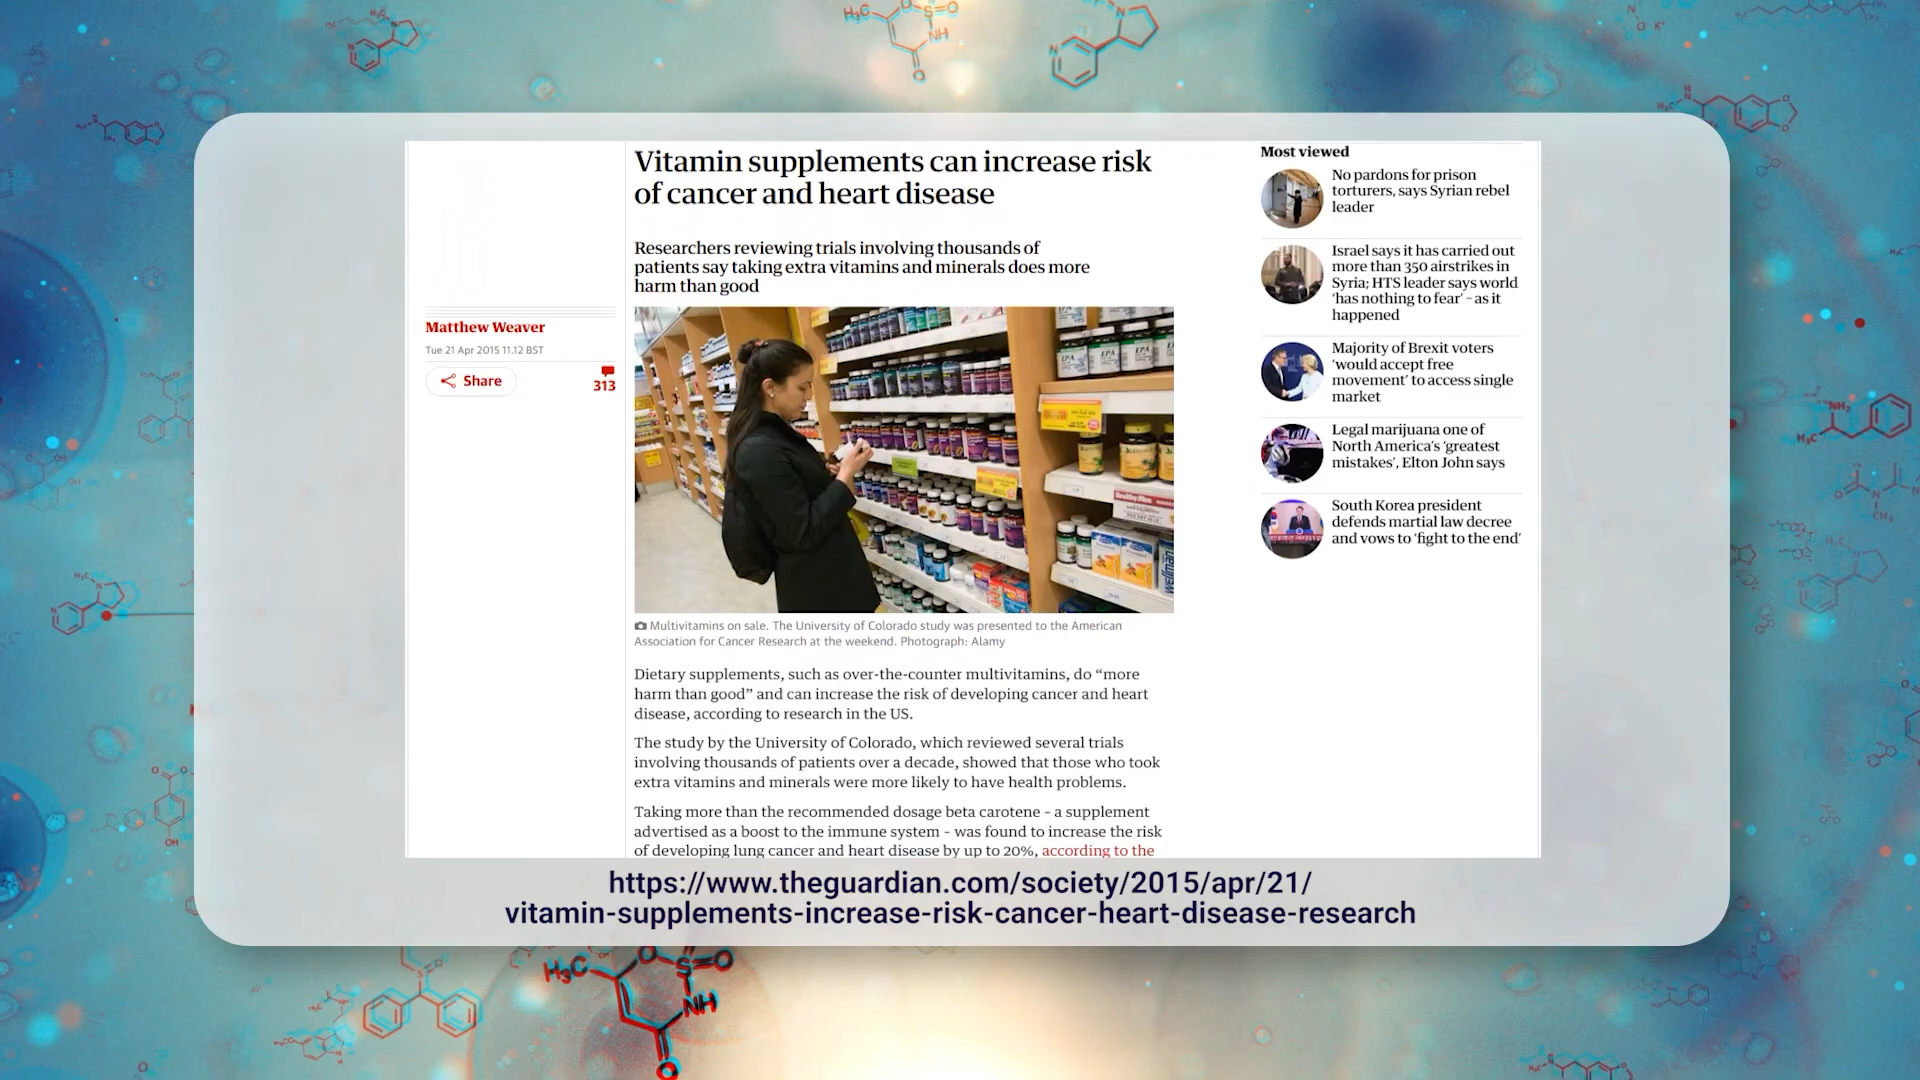 Vitamin supplements can increase risk
of cancer and heart disease
Researchers reviewing trials involving thousands of
patients say taking extra vitamins and minerals does more
harm than good
Matthew Weaver
Tue 21 Apr 2015 11.12 BST
Share
313
Multivitamins on sale. The University of Colorado study was presented to the American
Association for Cancer Research at the weekend. Photograph: Alamy
Dietary supplements, such as over-the-counter multivitamins, do “more
harm than good” and can increase the risk of developing cancer and heart
disease, according to research in the US.
The study by the University of Colorado, which reviewed several trials
involving thousands of patients over a decade, showed that those who took
extra vitamins and minerals were more likely to have health problems.
Taking more than the recommended dosage beta carotene – a supplement
advertised as a boost to the immune system – was found to increase the risk
of developing lung cancer and heart disease by up to 20%, according to the
Most viewed
No pardons for prison
torturers, says Syrian rebel
leader
Israel says it has carried out
more than 350 airstrikes in
Syria; HTS leader says world
‘has nothing to fear’ – as it
happened
Majority of Brexit voters
‘would accept free
movement’ to access single
market
Legal marijuana one of
North America’s ‘greatest
mistakes’, Elton John says
South Korea president
defends martial law decree
and vows to ‘fight to the end’
https://www.theguardian.com/society/2015/apr/21/
vitamin-supplements-increase-risk-cancer-heart-disease-research
EPA
EPA
EPA
wellman
H₃C
O
S
O
NH
O
H₃C
N
N
H₃C
O
S
O
NH
O
NH₂
H₃C
OH